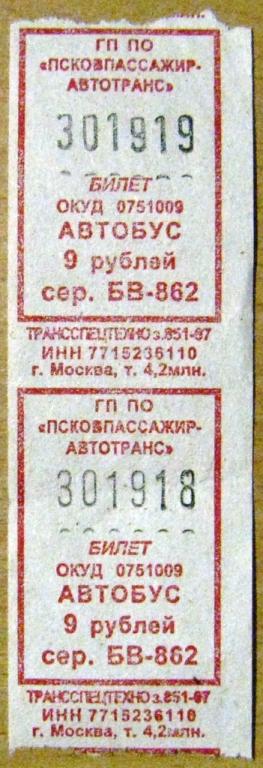 ГП ПО
«ПСКОВПАССАЖИР-
АВТОТРАНС»
301919
БИЛЕТ
ОКУД 0751009
АВТОБУС
9 рублей
сер. БВ-862
ТРАНССПЕЦТЕХНО з.851-97
ИНН 7715236110
г. Москва, т. 4,2млн.
ГП ПО
«ПСКОВПАССАЖИР-
АВТОТРАНС»
301918
БИЛЕТ
ОКУД 0751009
АВТОБУС
9 рублей
сер. БВ-862
ТРАНССПЕЦТЕХНО з.851-97
ИНН 7715236110
г. Москва, т. 4,2млн.